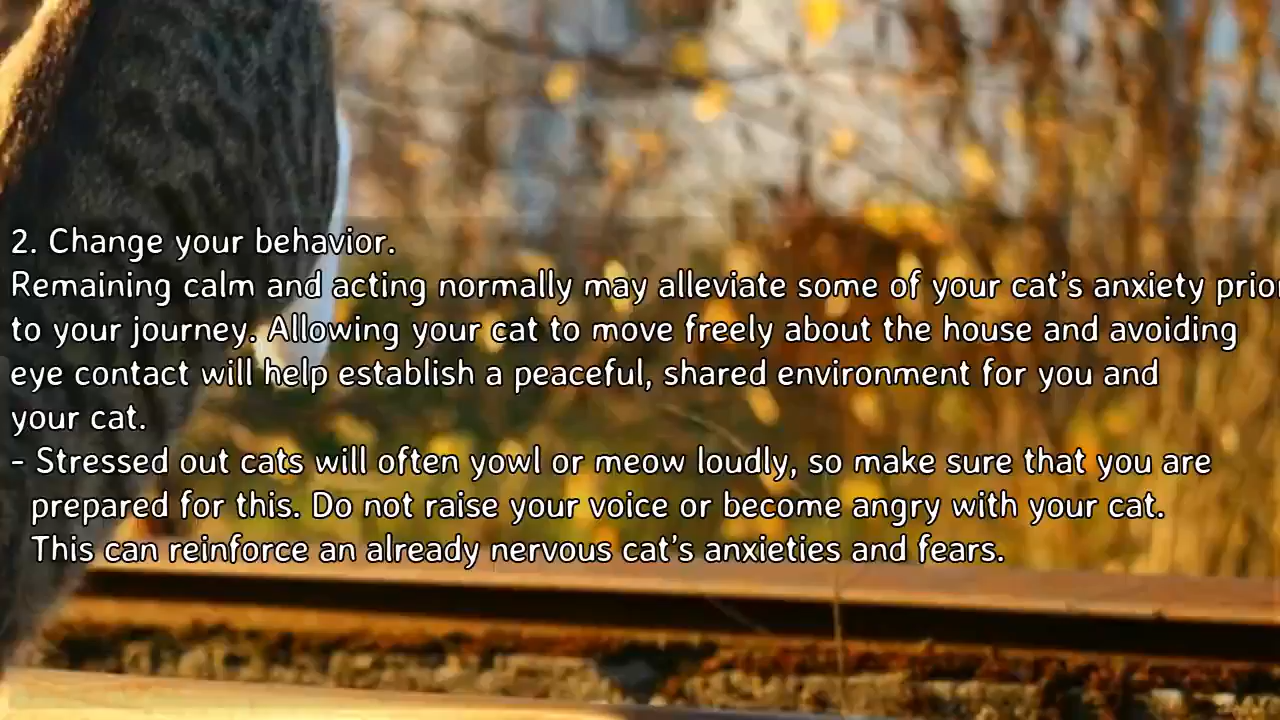 2. Change your behavior.
Remaining calm and acting normally may alleviate some of your cat's anxiety prior
to your journey. Allowing your cat to move freely about the house and avoiding
eye contact will help establish a peaceful, shared environment for you and
your cat.
- Stressed out cats will often yowl or meow loudly, so make sure that you are
prepared for this. Do not raise your voice or become angry with your cat.
This can reinforce an already nervous cat's anxieties and fears.